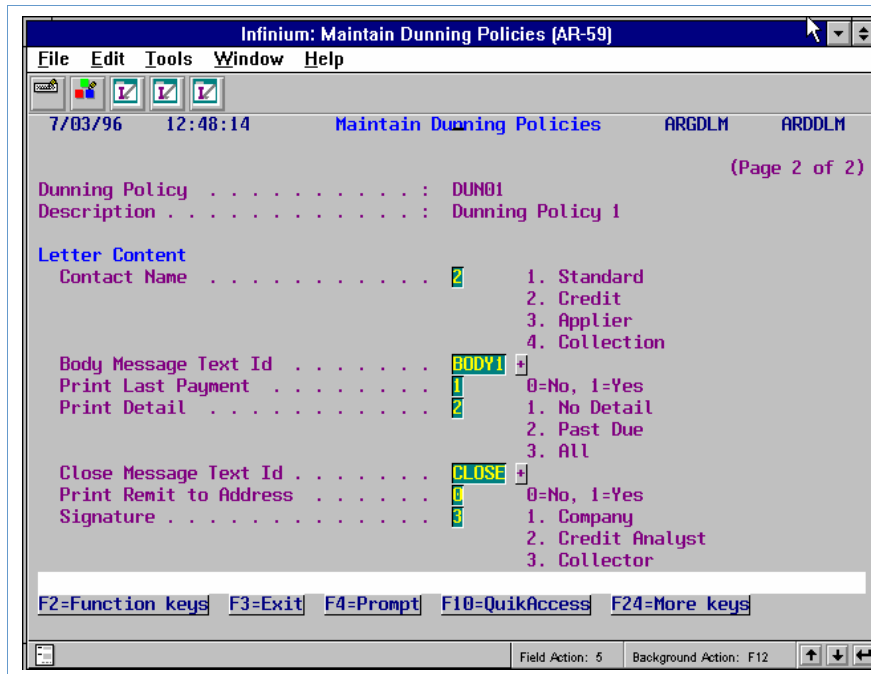 Infinium: Maintain Dunning Policies (AR-59)
File Edit Tools Window Help
7/03/96 12:48:14 Maintain Dunning Policies ARGDLM ARDDLM
(Page 2 of 2)
Dunning Policy . . . . . . . . . . : DUN01
Description . . . . . . . . . . . . : Dunning Policy 1
Letter Content
Contact Name . . . . . . . . . . . 2 1. Standard
2. Credit
3. Applier
4. Collection
Body Message Text Id . . . . . . . BODY1 +
Print Last Payment . . . . . . . . 1 0=No, 1=Yes
Print Detail . . . . . . . . . . . 2 1. No Detail
2. Past Due
3. All
Close Message Text Id . . . . . . . CLOSE +
Print Remit to Address . . . . . . 0 0=No, 1=Yes
Signature . . . . . . . . . . . . . 3 1. Company
2. Credit Analyst
3. Collector
F2=Function keys F3=Exit F4=Prompt F10=QuikAccess F24=More keys
Field Action: 5 Background Action: F12